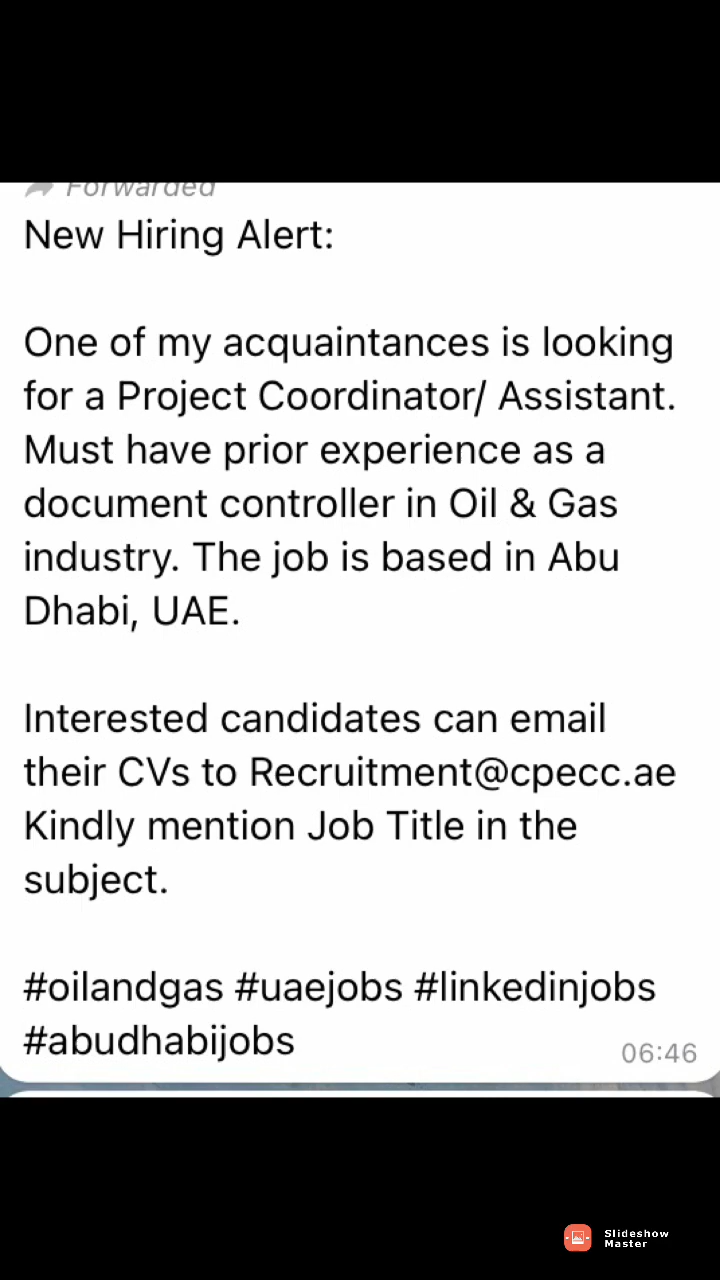 Forwarded
New Hiring Alert:
One of my acquaintances is looking
for a Project Coordinator/ Assistant.
Must have prior experience as a
document controller in Oil & Gas
industry. The job is based in Abu
Dhabi, UAE.
Interested candidates can email
their CVs to Recruitment@cpecc.ae
Kindly mention Job Title in the
subject.
#oilandgas #uaejobs #linkedinjobs
#abudhabijobs
06:46
Slideshow
Master